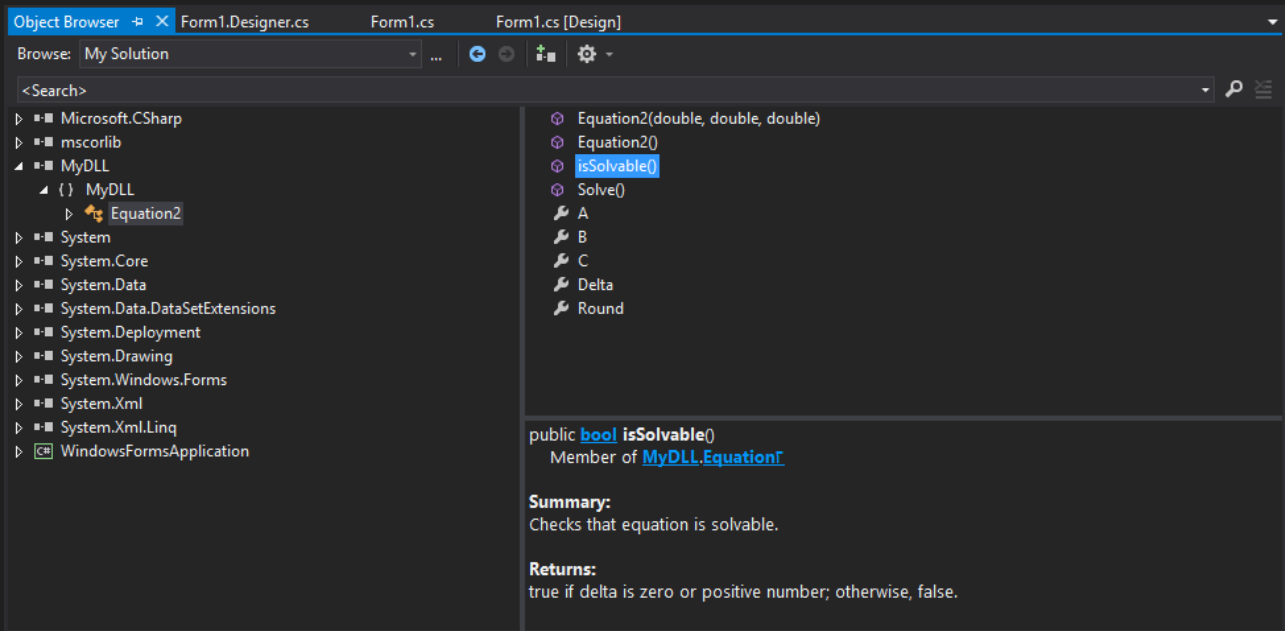 Object Browser Form1.Designer.cs Form1.cs Form1.cs [Design]
Browse: My Solution ...
<Search>
Microsoft.CSharp
mscorlib
MyDLL
{} MyDLL
Equation2
System
System.Core
System.Data
System.Data.DataSetExtensions
System.Deployment
System.Drawing
System.Windows.Forms
System.Xml
System.Xml.Linq
C# WindowsFormsApplication
Equation2(double, double, double)
Equation2()
isSolvable()
Solve()
A
B
C
Delta
Round
public bool isSolvable()
Member of MyDLL.Equation
Summary:
Checks that equation is solvable.
Returns:
true if delta is zero or positive number; otherwise, false.